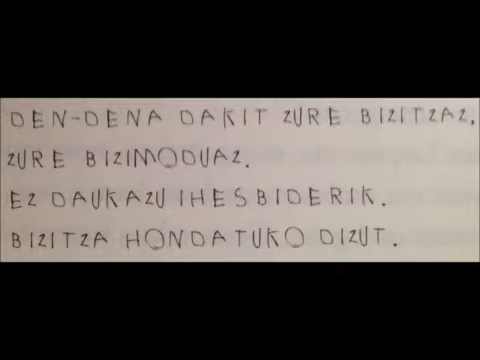 DEN-DENA DAKIT ZURE BIZITZAZ,
ZURE BIZIMODUAZ.
EZ DAUKAZU IHESBIDERIK.
BIZITZA HONDATUKO DIZUT.